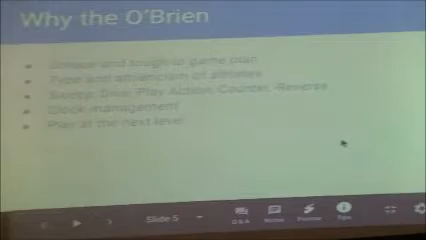 Why the O'Brien
Unique and tough to game plan
Type and athleticism of athletes
Sweep, Dive, Play Action, Counter, Reverse
Clock management
Play at the next level
Slide 5
Q & A
Notes
Pointer
Tips